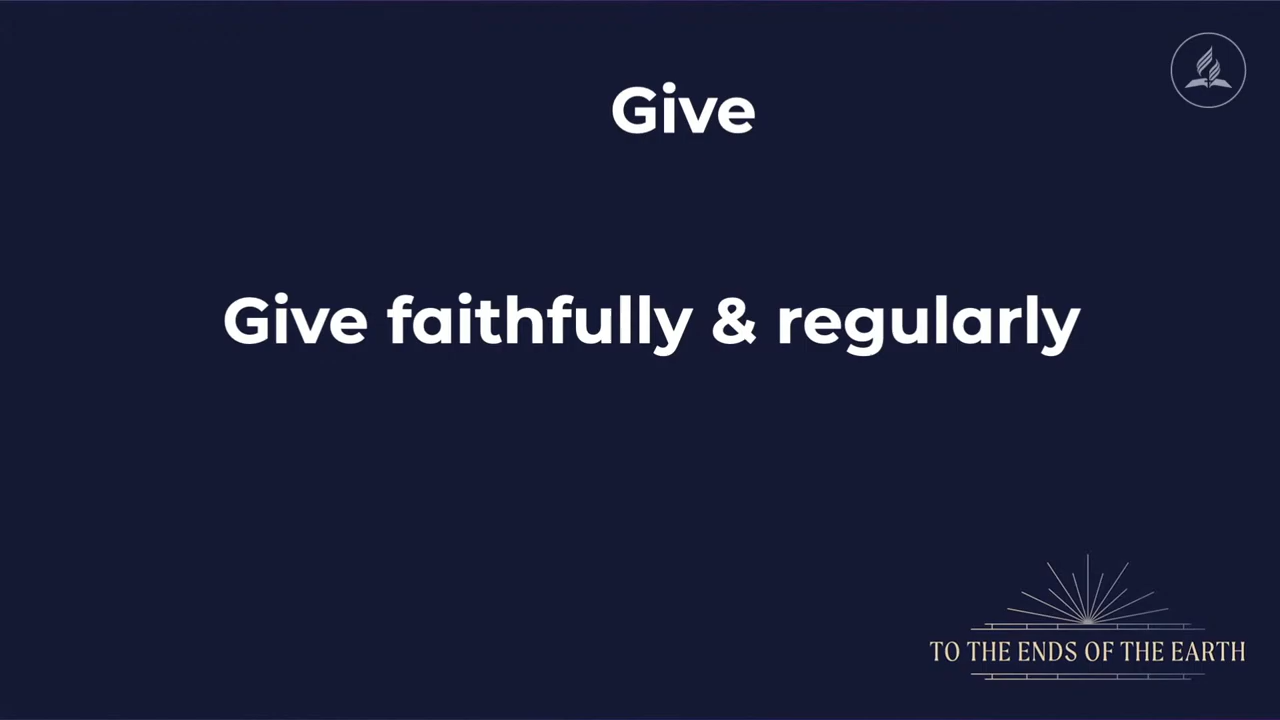 Give
Give faithfully & regularly
TO THE ENDS OF THE EARTH